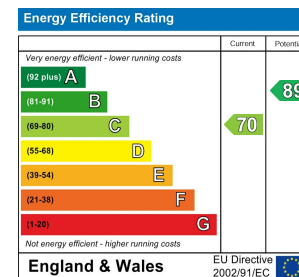 Energy Efficiency Rating
Current
Very energy efficient - lower running costs
(92 plus) A
(81-91) B
89
(69-80) C
70
(55-68) D
(39-54) E
(21-38) F
(1-20) G
Not energy efficient - higher running costs
England & Wales
EU Directive
2002/91/EC